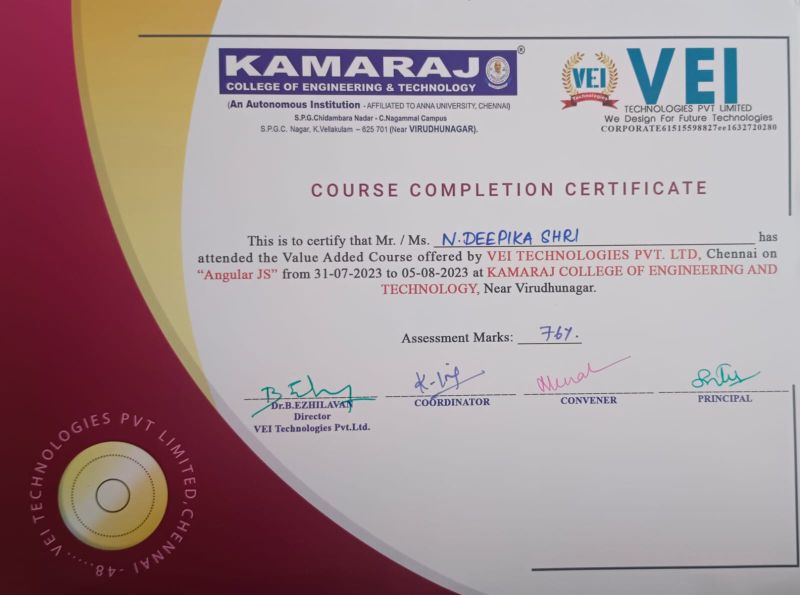 KAMARAJ ®
COLLEGE OF ENGINEERING & TECHNOLOGY
(An Autonomous Institution - AFFILIATED TO ANNA UNIVERSITY, CHENNAI)
S.P.G.Chidambara Nadar - C.Nagammal Campus
S.P.G.C. Nagar, K.Vellakulam – 625 701 (Near VIRUDHUNAGAR).
VEI
Technologies
VEI
TECHNOLOGIES PVT LIMITED
We Design For Future Technologies
CORPORATE61515598827ee1632720280
COURSE COMPLETION CERTIFICATE
This is to certify that Mr. / Ms. N.DEEPIKA SHRI has
attended the Value Added Course offered by VEI TECHNOLOGIES PVT. LTD, Chennai on
“Angular JS” from 31-07-2023 to 05-08-2023 at KAMARAJ COLLEGE OF ENGINEERING AND
TECHNOLOGY, Near Virudhunagar.
Assessment Marks: 76%.
Dr.B.EZHILAVAN
Director
VEI Technologies Pvt.Ltd.
COORDINATOR
CONVENER
PRINCIPAL
VEI TECHNOLOGIES PVT LIMITED, CHENNAI -48.....